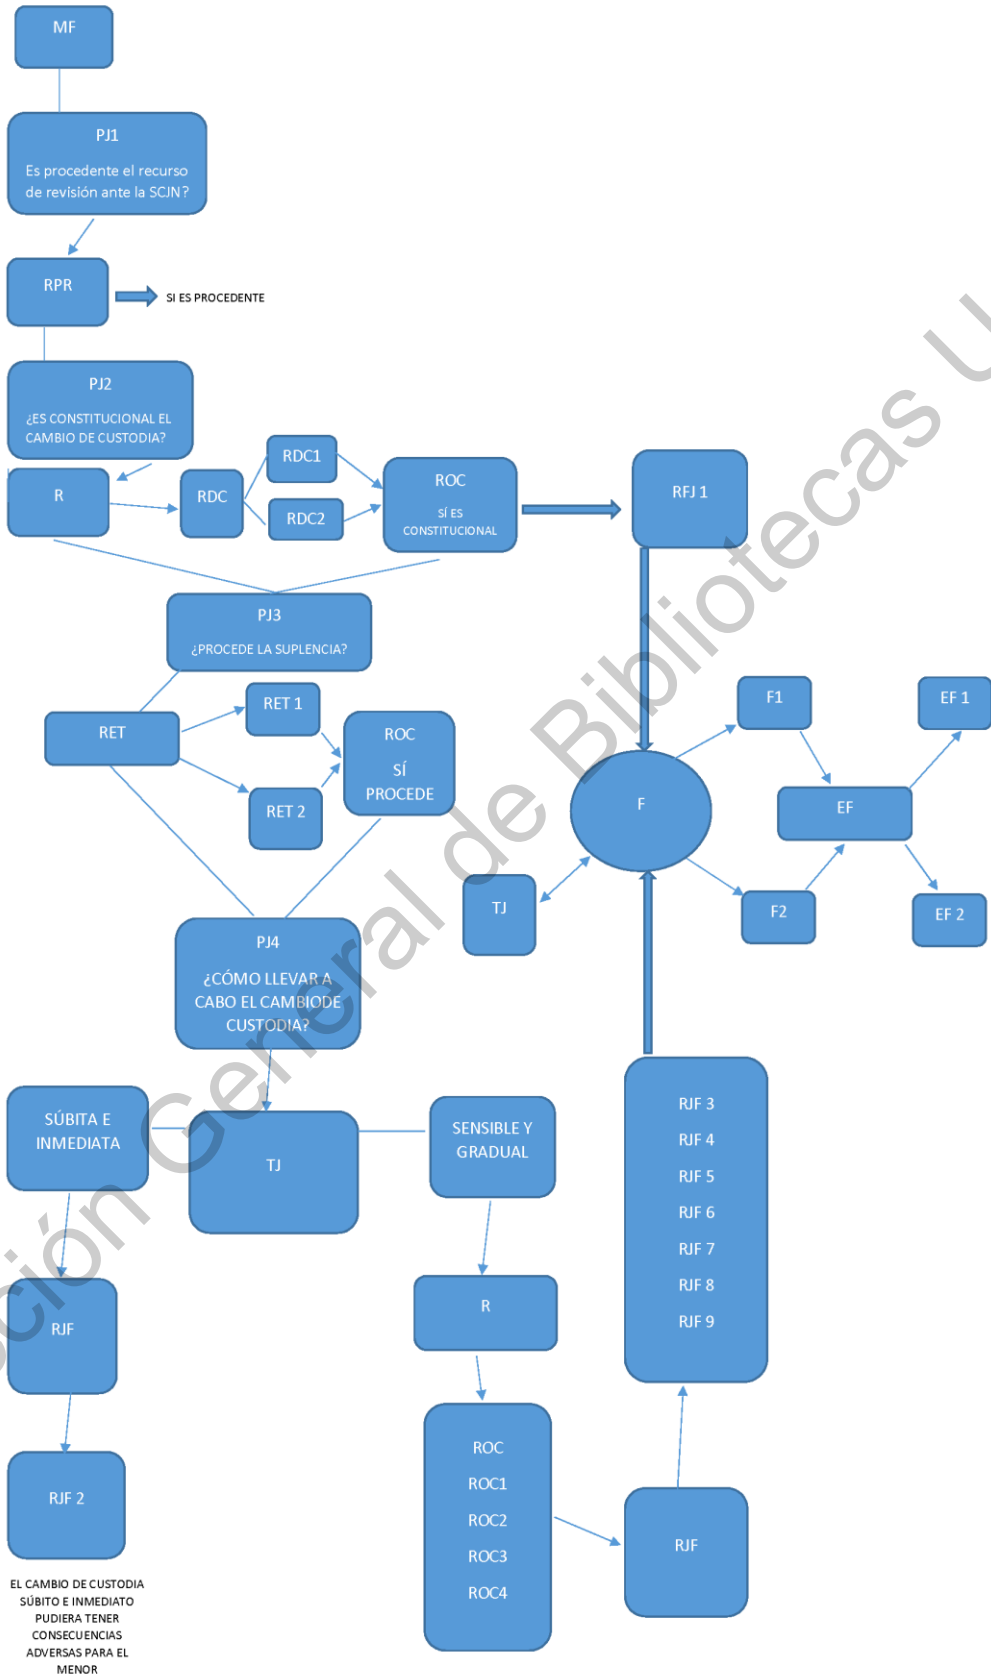 MF
PJ1
Es procedente el recurso
de revisión ante la SCJN?
RPR
SI ES PROCEDENTE
PJ2
¿ES CONSTITUCIONAL EL
CAMBIO DE CUSTODIA?
R
RDC
RDC1
RDC2
ROC
SÍ ES
CONSTITUCIONAL
RFJ 1
PJ3
¿PROCEDE LA SUPLENCIA?
RET
RET 1
RET 2
ROC
SÍ
PROCEDE
F
F1
F2
EF
EF 1
EF 2
TJ
PJ4
¿CÓMO LLEVAR A
CABO EL CAMBIODE
CUSTODIA?
SÚBITA E
INMEDIATA
TJ
SENSIBLE Y
GRADUAL
RJF
RJF 2
EL CAMBIO DE CUSTODIA
SÚBITO E INMEDIATO
PUDIERA TENER
CONSECUENCIAS
ADVERSAS PARA EL
MENOR
R
ROC
ROC1
ROC2
ROC3
ROC4
RJF
RJF 3
RJF 4
RJF 5
RJF 6
RJF 7
RJF 8
RJF 9
ción General de Bibliotecas U